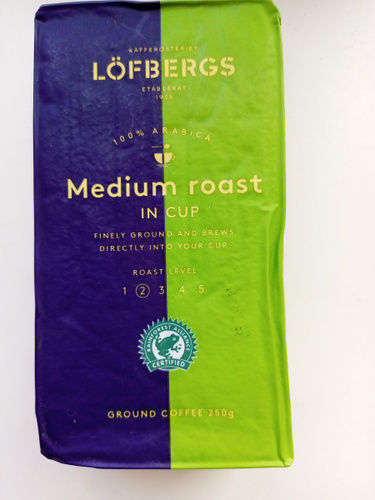 KAFFEROSTERIET
LÖFBERGS
ETABLERAT
1906
100% ARABICA
Medium roast
IN CUP
FINELY GROUND AND BREWS
DIRECTLY INTO YOUR CUP
ROAST LEVEL
1 2 3 4 5
RAINFOREST ALLIANCE
CERTIFIED
GROUND COFFEE 250g